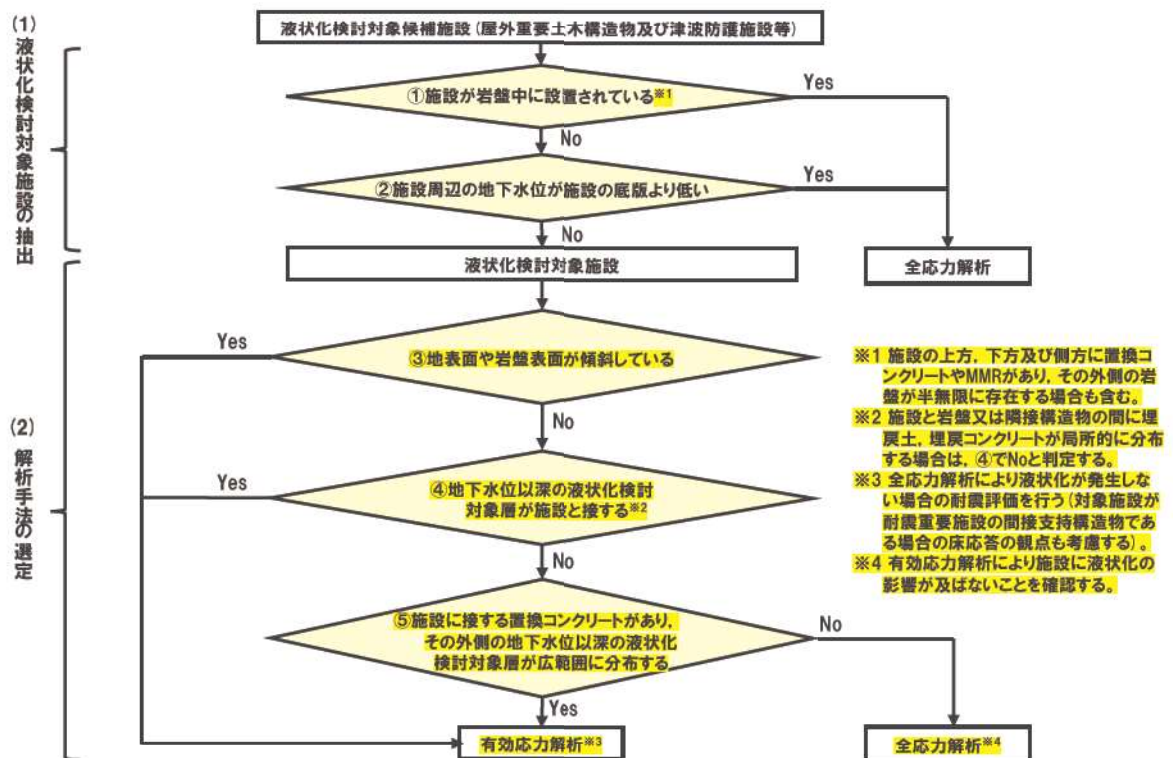 (1) 液状化検討対象施設の抽出
液状化検討対象候補施設（屋外重要土木構造物及び津波防護施設等）
①施設が岩盤中に設置されている※1
Yes
No
②施設周辺の地下水位が施設の底版より低い
Yes
No
液状化検討対象施設
全応力解析
(2) 解析手法の選定
③地表面や岩盤表面が傾斜している
Yes
No
④地下水位以深の液状化検討
対象層が施設と接する※2
Yes
No
⑤施設に接する置換コンクリートがあり，
その外側の地下水位以深の液状化
検討対象層が広範囲に分布する
No
Yes
有効応力解析※3
全応力解析※4
※1 施設の上方，下方及び側方に置換コ
ンクリートやMMRがあり，その外側の岩
盤が半無限に存在する場合も含む。
※2 施設と岩盤又は隣接構造物の間に埋
戻土，埋戻コンクリートが局所的に分布
する場合は，④でNoと判定する。
※3 全応力解析により液状化が発生しな
い場合の耐震評価を行う（対象施設が
耐震重要施設の間接支持構造物であ
る場合の床応答の観点も考慮する）。
※4 有効応力解析により施設に液状化の
影響が及ばないことを確認する。